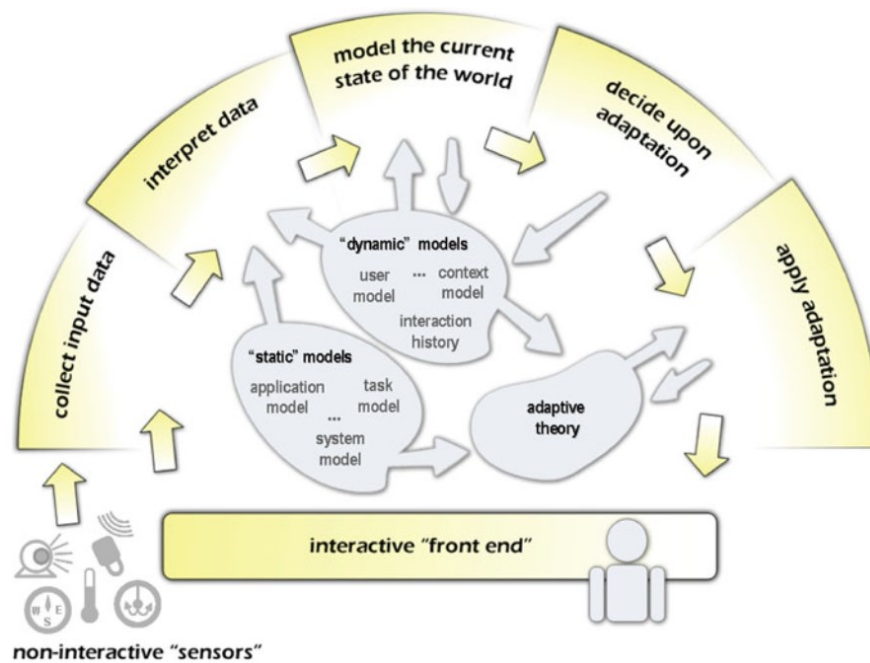 model the current
state of the world
interpret data
decide upon
adaptation
collect input data
apply adaptation
"dynamic" models
user ... context
model model
interaction
history
"static" models
application task
model model
...
system
model
adaptive
theory
interactive "front end"
W E
S
non-interactive "sensors"